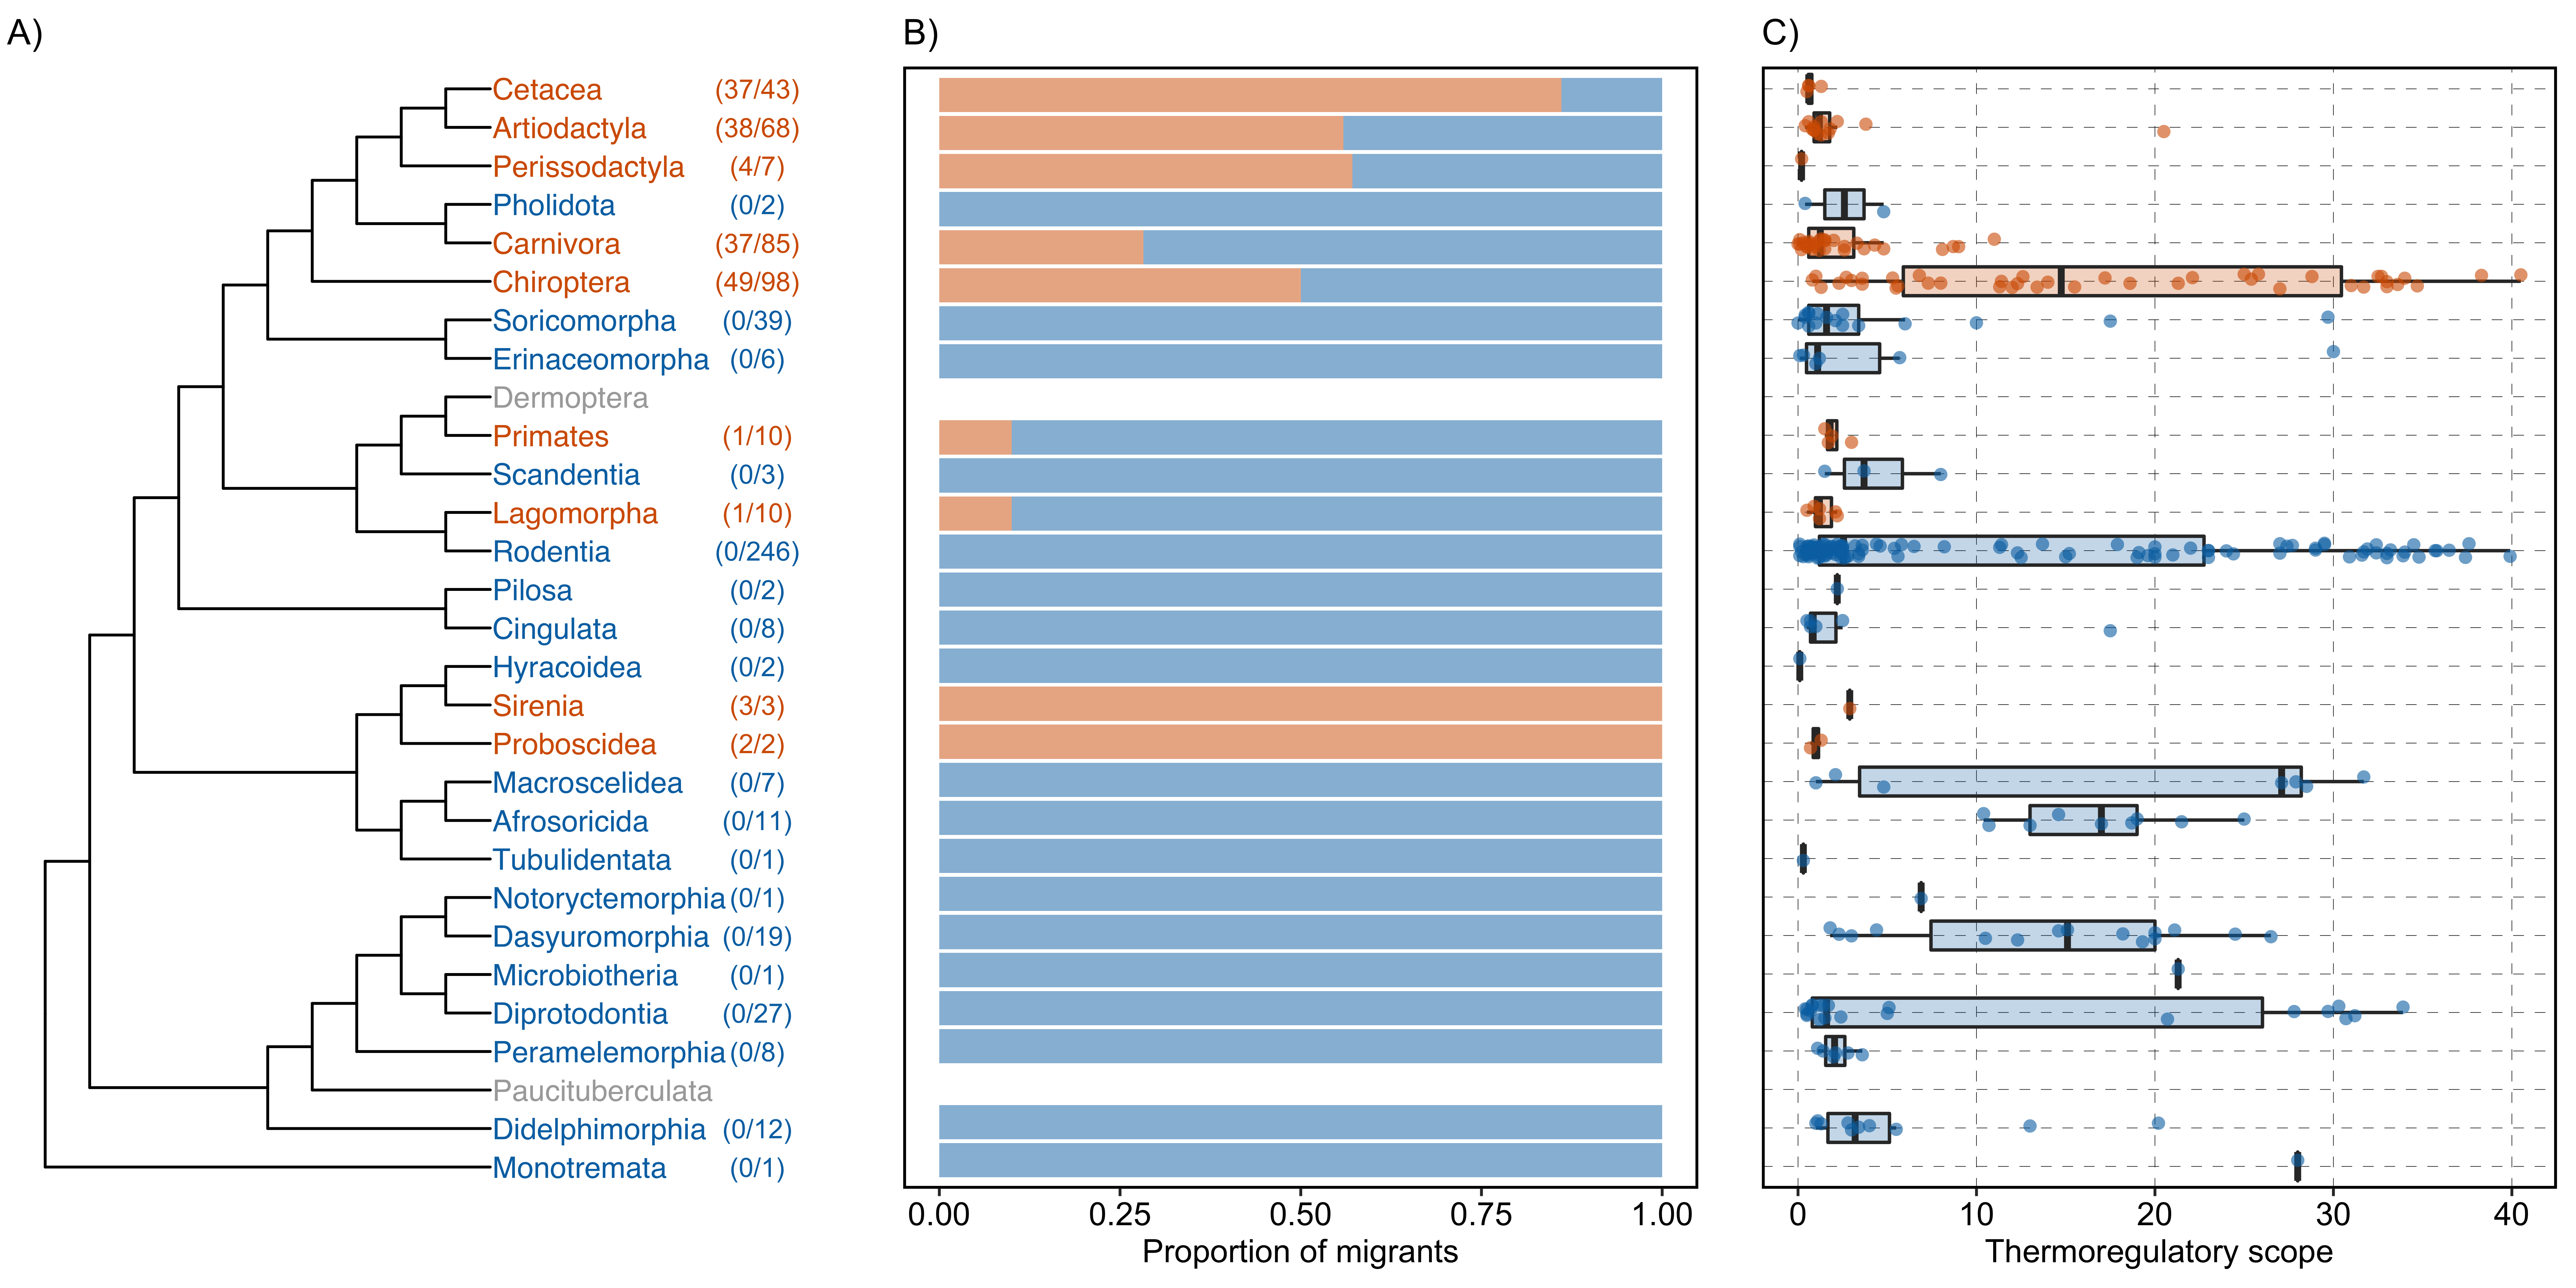 A)
B)
C)
Cetacea (37/43)
Artiodactyla (38/68)
Perissodactyla (4/7)
Pholidota (0/2)
Carnivora (37/85)
Chiroptera (49/98)
Soricomorpha (0/39)
Erinaceomorpha (0/6)
Dermoptera
Primates (1/10)
Scandentia (0/3)
Lagomorpha (1/10)
Rodentia (0/246)
Pilosa (0/2)
Cingulata (0/8)
Hyracoidea (0/2)
Sirenia (3/3)
Proboscidea (2/2)
Macroscelidea (0/7)
Afrosoricida (0/11)
Tubulidentata (0/1)
Notoryctemorphia (0/1)
Dasyuromorphia (0/19)
Microbiotheria (0/1)
Diprotodontia (0/27)
Peramelemorphia (0/8)
Paucituberculata
Didelphimorphia (0/12)
Monotremata (0/1)
0.00 0.25 0.50 0.75 1.00
Proportion of migrants
0 10 20 30 40
Thermoregulatory scope